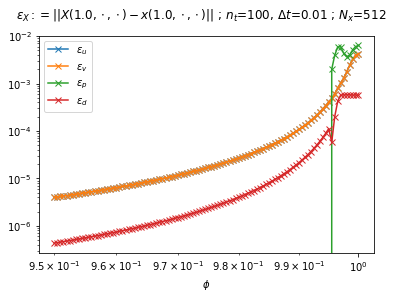 ε_X := ||X(1.0, ·, ·) − x(1.0, ·, ·)|| ; n_t=100, Δt=0.01 ; N_x=512
10⁻²
10⁻³
10⁻⁴
10⁻⁵
10⁻⁶
ε_u
ε_v
ε_p
ε_d
9.5 × 10⁻¹ 9.6 × 10⁻¹ 9.7 × 10⁻¹ 9.8 × 10⁻¹ 9.9 × 10⁻¹ 10⁰
ϕ